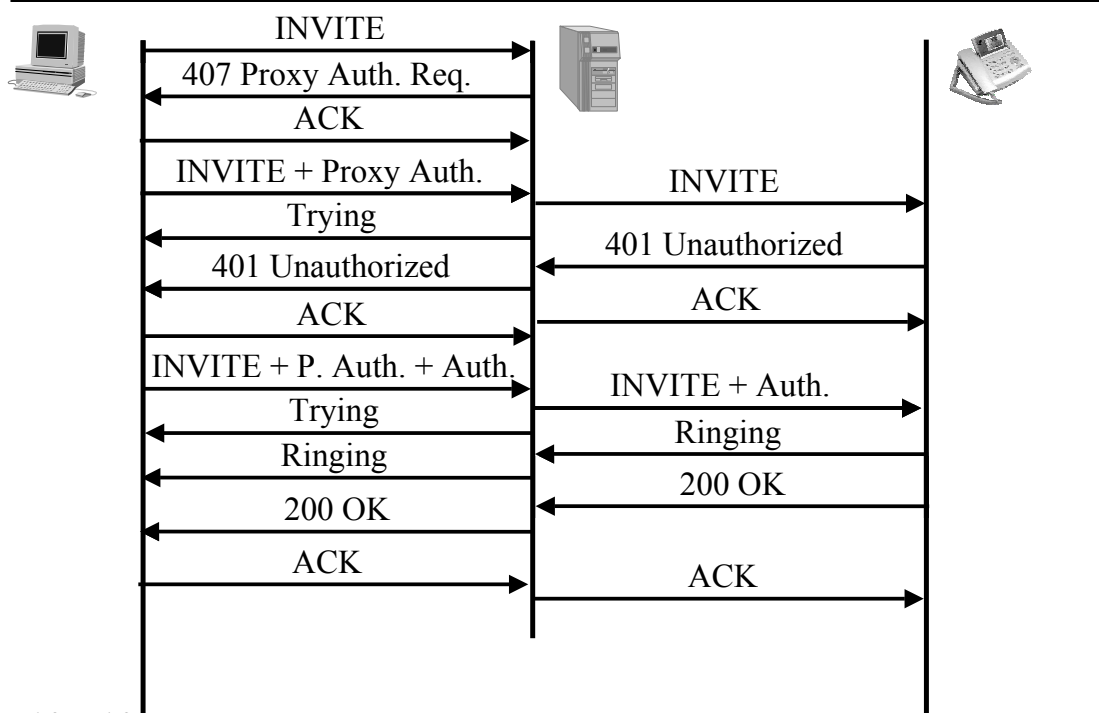 INVITE
407 Proxy Auth. Req.
ACK
INVITE + Proxy Auth.
INVITE
Trying
401 Unauthorized
401 Unauthorized
ACK
ACK
INVITE + P. Auth. + Auth.
INVITE + Auth.
Trying
Ringing
Ringing
200 OK
200 OK
ACK
ACK